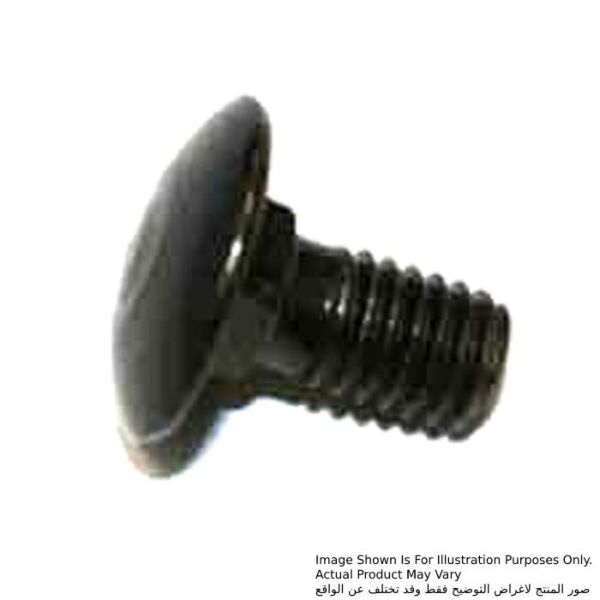 Image Shown Is For Illustration Purposes Only.
Actual Product May Vary
صور المنتج لاغراض التوضيح فقط وقد تختلف عن الواقع